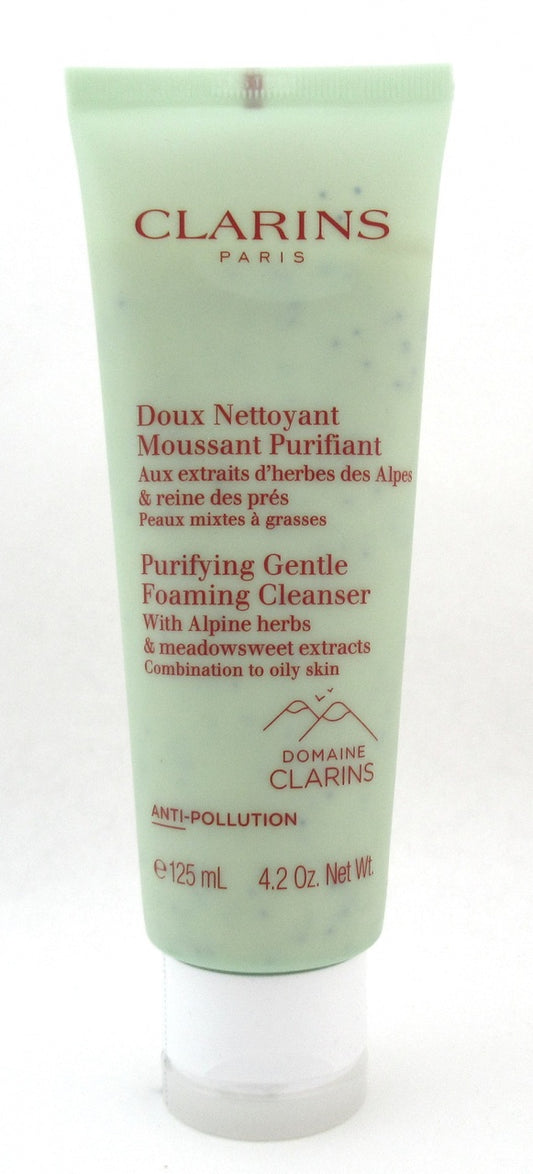 CLARINS
PARIS
Doux Nettoyant
Moussant Purifiant
Aux extraits d'herbes des Alpes
& reine des prés
Peaux mixtes à grasses
Purifying Gentle
Foaming Cleanser
With Alpine herbs
& meadowsweet extracts
Combination to oily skin
DOMAINE
CLARINS
ANTI-POLLUTION
℮125 mL 4.2 Oz. Net Wt.